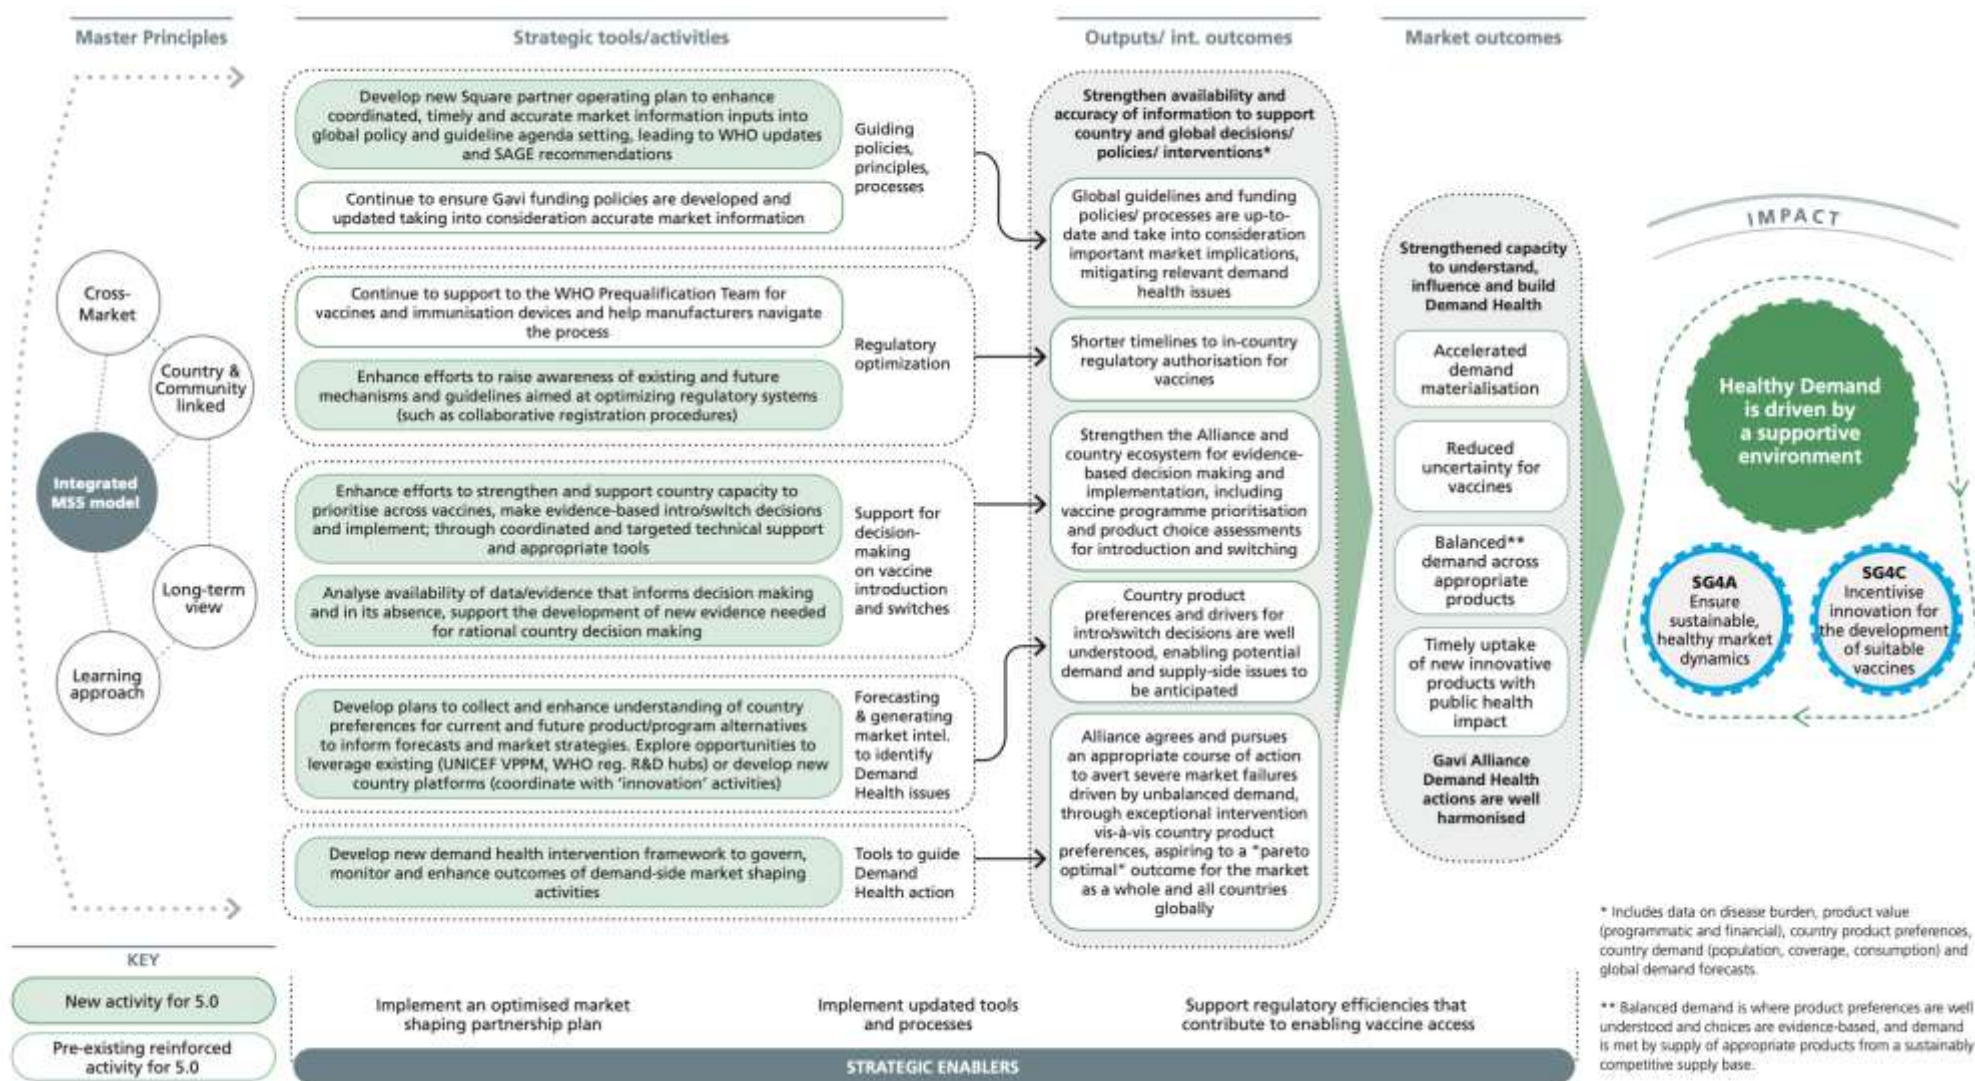 Master Principles
Strategic tools/activities
Outputs/ int. outcomes
Market outcomes
Cross-
Market
Country &
Community
linked
Integrated
MS5 model
Long-term
view
Learning
approach
Develop new Square partner operating plan to enhance
coordinated, timely and accurate market information inputs into
global policy and guideline agenda setting, leading to WHO updates
and SAGE recommendations
Continue to ensure Gavi funding policies are developed and
updated taking into consideration accurate market information
Guiding
policies,
principles,
processes
Continue to support to the WHO Prequalification Team for
vaccines and immunisation devices and help manufacturers navigate
the process
Enhance efforts to raise awareness of existing and future
mechanisms and guidelines aimed at optimizing regulatory systems
(such as collaborative registration procedures)
Regulatory
optimization
Enhance efforts to strengthen and support country capacity to
prioritise across vaccines, make evidence-based intro/switch decisions
and implement; through coordinated and targeted technical support
and appropriate tools
Analyse availability of data/evidence that informs decision making
and in its absence, support the development of new evidence needed
for rational country decision making
Support for
decision-
making
on vaccine
introduction
and switches
Develop plans to collect and enhance understanding of country
preferences for current and future product/program alternatives
to inform forecasts and market strategies. Explore opportunities to
leverage existing (UNICEF VPPM, WHO reg. R&D hubs) or develop new
country platforms (coordinate with 'innovation' activities)
Forecasting
& generating
market intel.
to identify
Demand
Health issues
Develop new demand health intervention framework to govern,
monitor and enhance outcomes of demand-side market shaping
activities
Tools to guide
Demand
Health action
Strengthen availability and
accuracy of information to support
country and global decisions/
policies/ interventions*
Global guidelines and funding
policies/ processes are up-to-
date and take into consideration
important market implications,
mitigating relevant demand
health issues
Shorter timelines to in-country
regulatory authorisation for
vaccines
Strengthen the Alliance and
country ecosystem for evidence-
based decision making and
implementation, including
vaccine programme prioritisation
and product choice assessments
for introduction and switching
Country product
preferences and drivers for
intro/switch decisions are well
understood, enabling potential
demand and supply-side issues to
be anticipated
Alliance agrees and pursues
an appropriate course of action
to avert severe market failures
driven by unbalanced demand,
through exceptional intervention
vis-à-vis country product
preferences, aspiring to a "pareto
optimal" outcome for the market
as a whole and all countries
globally
Strengthened capacity
to understand,
influence and build
Demand Health
Accelerated
demand
materialisation
Reduced
uncertainty for
vaccines
Balanced**
demand across
appropriate
products
Timely uptake
of new innovative
products with
public health
impact
Gavi Alliance
Demand Health
actions are well
harmonised
IMPACT
Healthy Demand
is driven by
a supportive
environment
SG4A
Ensure
sustainable,
healthy market
dynamics
SG4C
Incentivise
innovation for
the development
of suitable
vaccines
KEY
New activity for 5.0
Pre-existing reinforced
activity for 5.0
Implement an optimised market
shaping partnership plan
Implement updated tools
and processes
Support regulatory efficiencies that
contribute to enabling vaccine access
STRATEGIC ENABLERS
* Includes data on disease burden, product value
(programmatic and financial), country product preferences,
country demand (population, coverage, consumption) and
global demand forecasts.
** Balanced demand is where product preferences are well
understood and choices are evidence-based, and demand
is met by supply of appropriate products from a sustainably
competitive supply base.